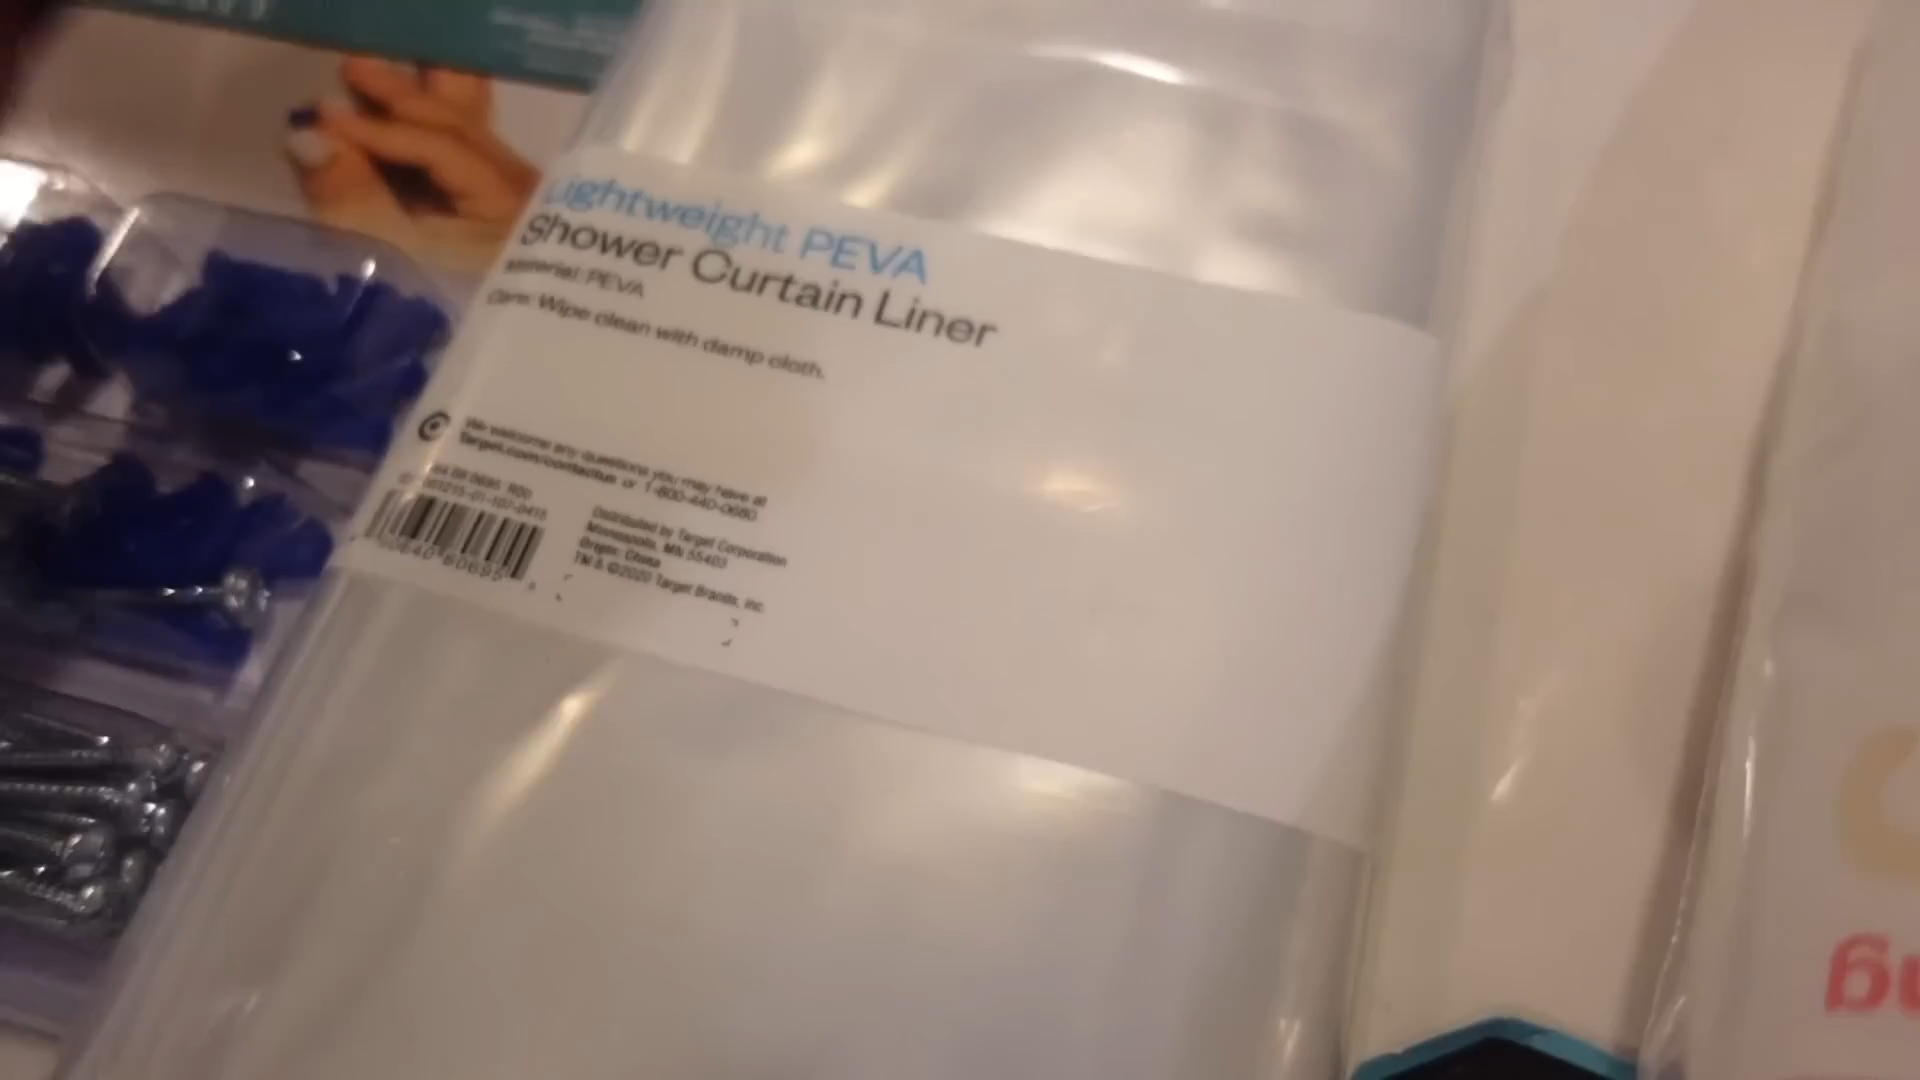 Lightweight PEVA
Shower Curtain Liner
Material: PEVA
Care: Wipe clean with damp cloth.
We welcome any questions you may have at
Target.com/contactus or 1-800-440-0680
Distributed by Target Corporation
Minneapolis, MN 55403
Origin: China
TM & ©2020 Target Brands, Inc.